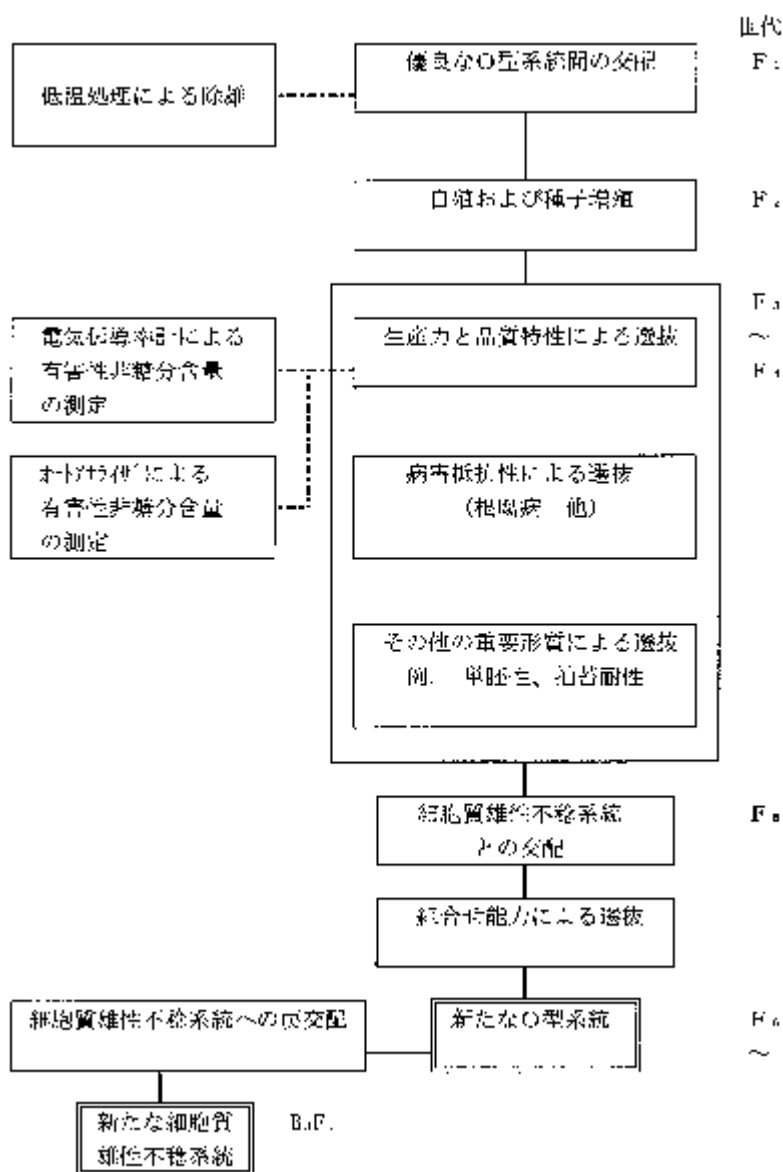 世代
優良なO型系統間の交配
F₁
低温処理による除雄
自殖および種子増殖
F₂
F₃
電気伝導率計による
有害性非糖分含量
の測定
生産力と品質特性による選抜
～
F₄
オートアナライザーによる
有害性非糖分含量
の測定
病害抵抗性による選抜
(根腐病 他)
その他の重要形質による選抜
例. 単胚性、抽苔耐性
細胞質雄性不稔系統
との交配
F₅
組合せ能力による選抜
細胞質雄性不稔系統への戻交配
新たなO型系統
F₆
～
新たな細胞質
雄性不稔系統
BₙF₁